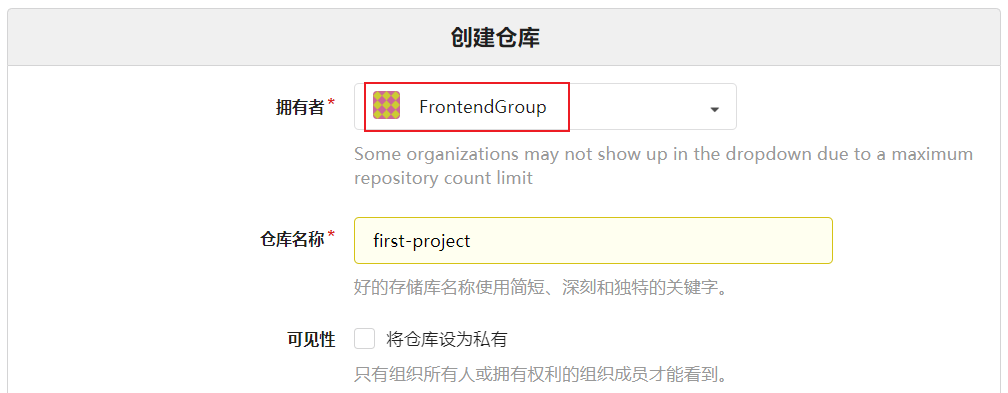 创建仓库
拥有者*
FrontendGroup
Some organizations may not show up in the dropdown due to a maximum
repository count limit
仓库名称*
first-project
好的存储库名称使用简短、深刻和独特的关键字。
可见性
将仓库设为私有
只有组织所有人或拥有权利的组织成员才能看到。